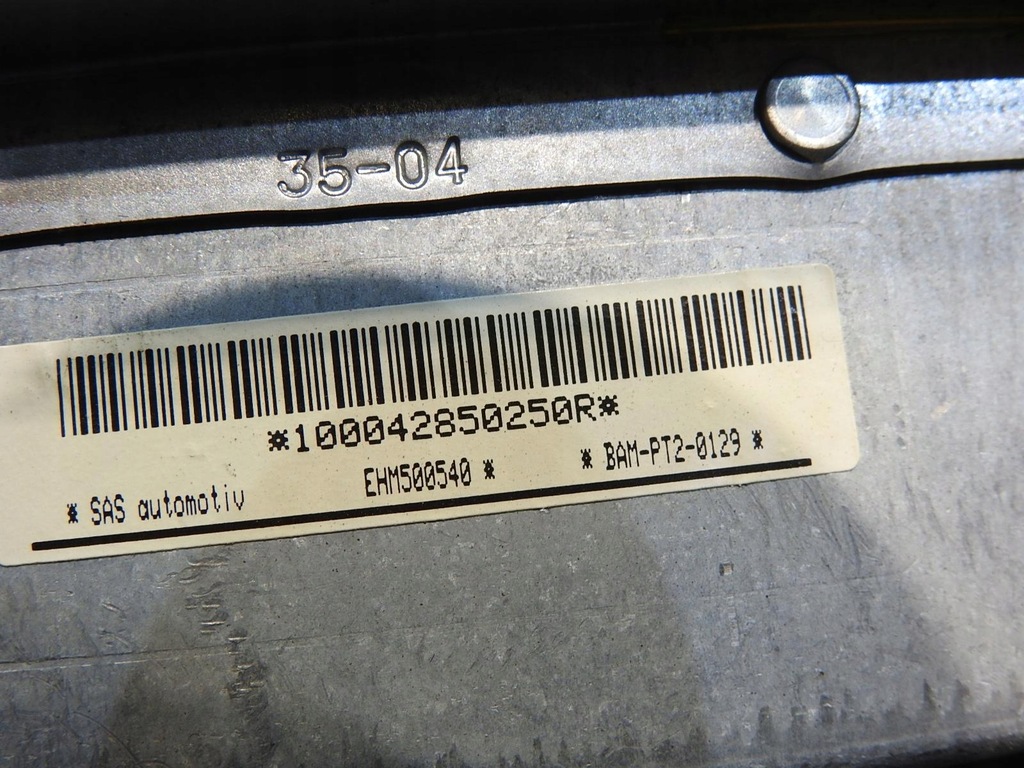 35-04
*100042850250R*
* SAS automotiv EHM500540 * * BAM-PT2-0129 *